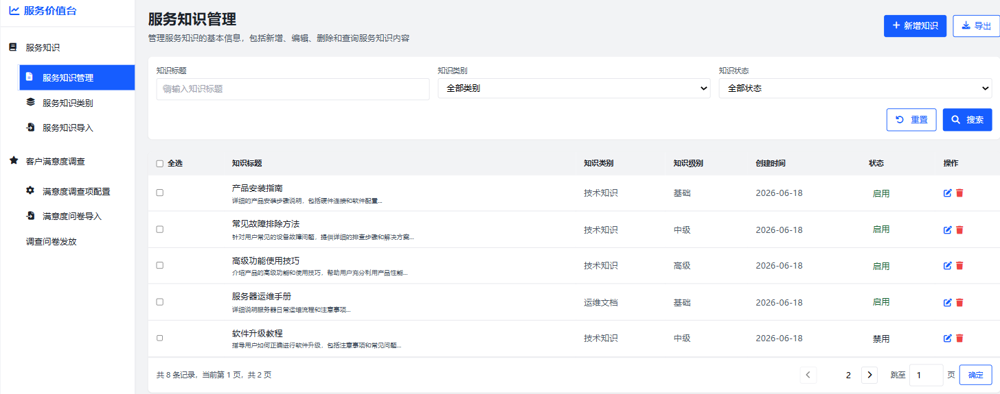 服务价值台
服务知识
服务知识管理
服务知识类别
服务知识导入
客户满意度调查
满意度调查项配置
满意度问卷导入
调查问卷发放
服务知识管理
管理服务知识的基本信息，包括新增、编辑、删除和查询服务知识内容
新增知识
导出
知识标题
请输入知识标题
知识类别
全部类别
知识状态
全部状态
重置
搜索
全选 知识标题 知识类别 知识级别 创建时间 状态 操作
产品安装指南 技术知识 基础 2026-06-18 启用
详细的产品安装步骤说明，包括硬件连接和软件配置...
常见故障排除方法 技术知识 中级 2026-06-18 启用
针对用户常见的设备故障问题，提供详细的排查步骤和解决方案...
高级功能使用技巧 技术知识 高级 2026-06-18 启用
介绍产品的高级功能和使用技巧，帮助用户充分利用产品性能...
服务器运维手册 运维文档 基础 2026-06-18 启用
详细说明服务器日常运维流程和注意事项...
软件升级教程 技术知识 中级 2026-06-18 禁用
指导用户如何正确进行软件升级，包括注意事项和常见问题...
共 8 条记录，当前第 1 页，共 2 页
2
跳至 1 页 确定